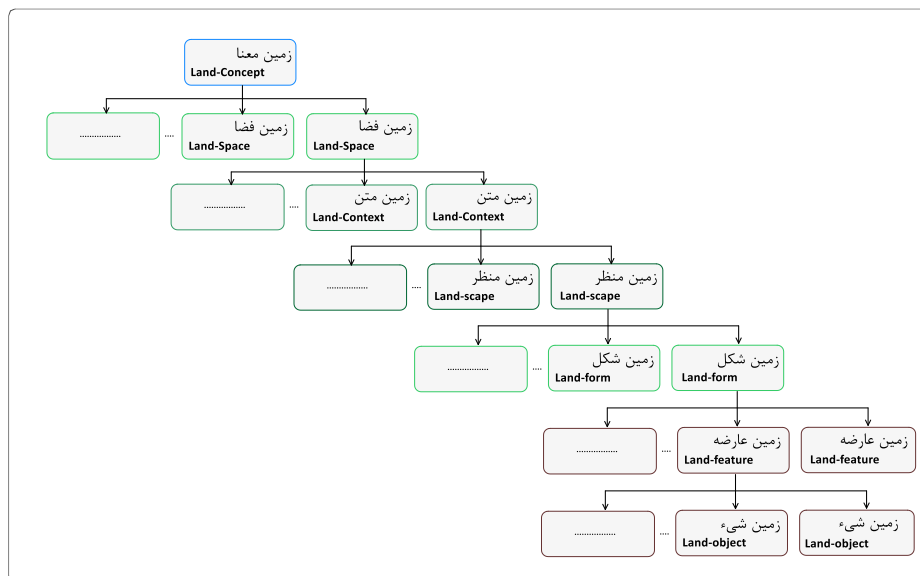 زمین معنا
Land-Concept
................. .... زمین فضا
Land-Space
زمین فضا
Land-Space
................. .... زمین متن
Land-Context
زمین متن
Land-Context
................. .... زمین منظر
Land-scape
زمین منظر
Land-scape
................. .... زمین شکل
Land-form
زمین شکل
Land-form
................. .... زمین عارضه
Land-feature
زمین عارضه
Land-feature
................. .... زمین شیء
Land-object
زمین شیء
Land-object